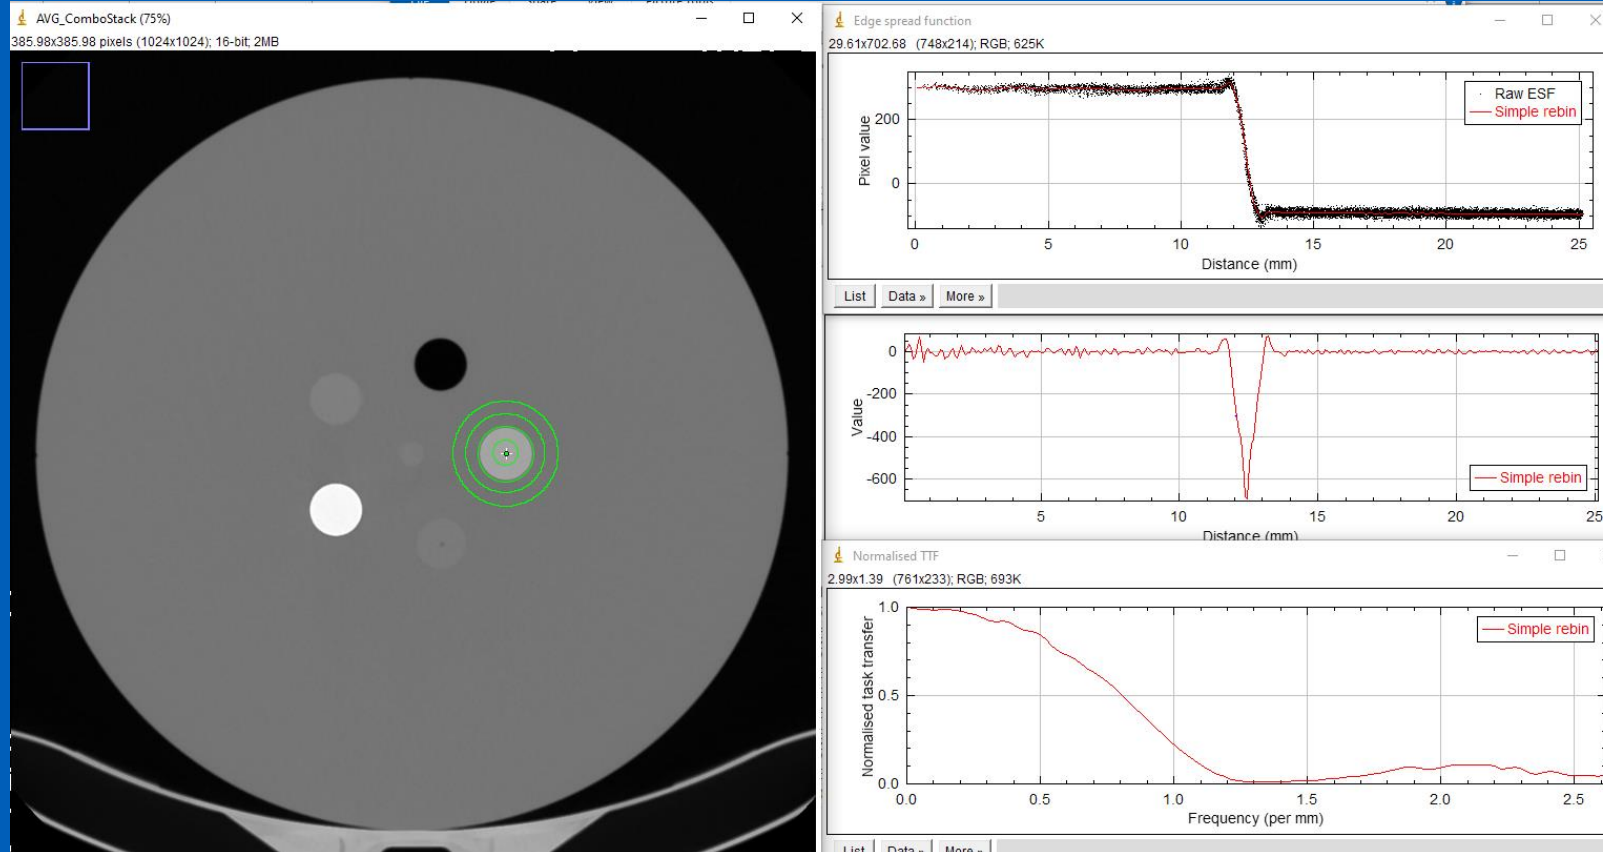 AVG_ComboStack (75%)
385.98x385.98 pixels (1024x1024); 16-bit; 2MB
Edge spread function
29.61x702.68 (748x214); RGB; 625K
Raw ESF
Simple rebin
Pixel value
200
0
0 5 10 15 20 25
Distance (mm)
List Data » More »
0
-200
-400
-600
Value
Simple rebin
5 10 15 20 25
Distance (mm)
Normalised TTF
2.99x1.39 (761x233); RGB; 693K
1.0
0.5
0.0
Normalised task transfer
Simple rebin
0.0 0.5 1.0 1.5 2.0 2.5
Frequency (per mm)
List Data » More »